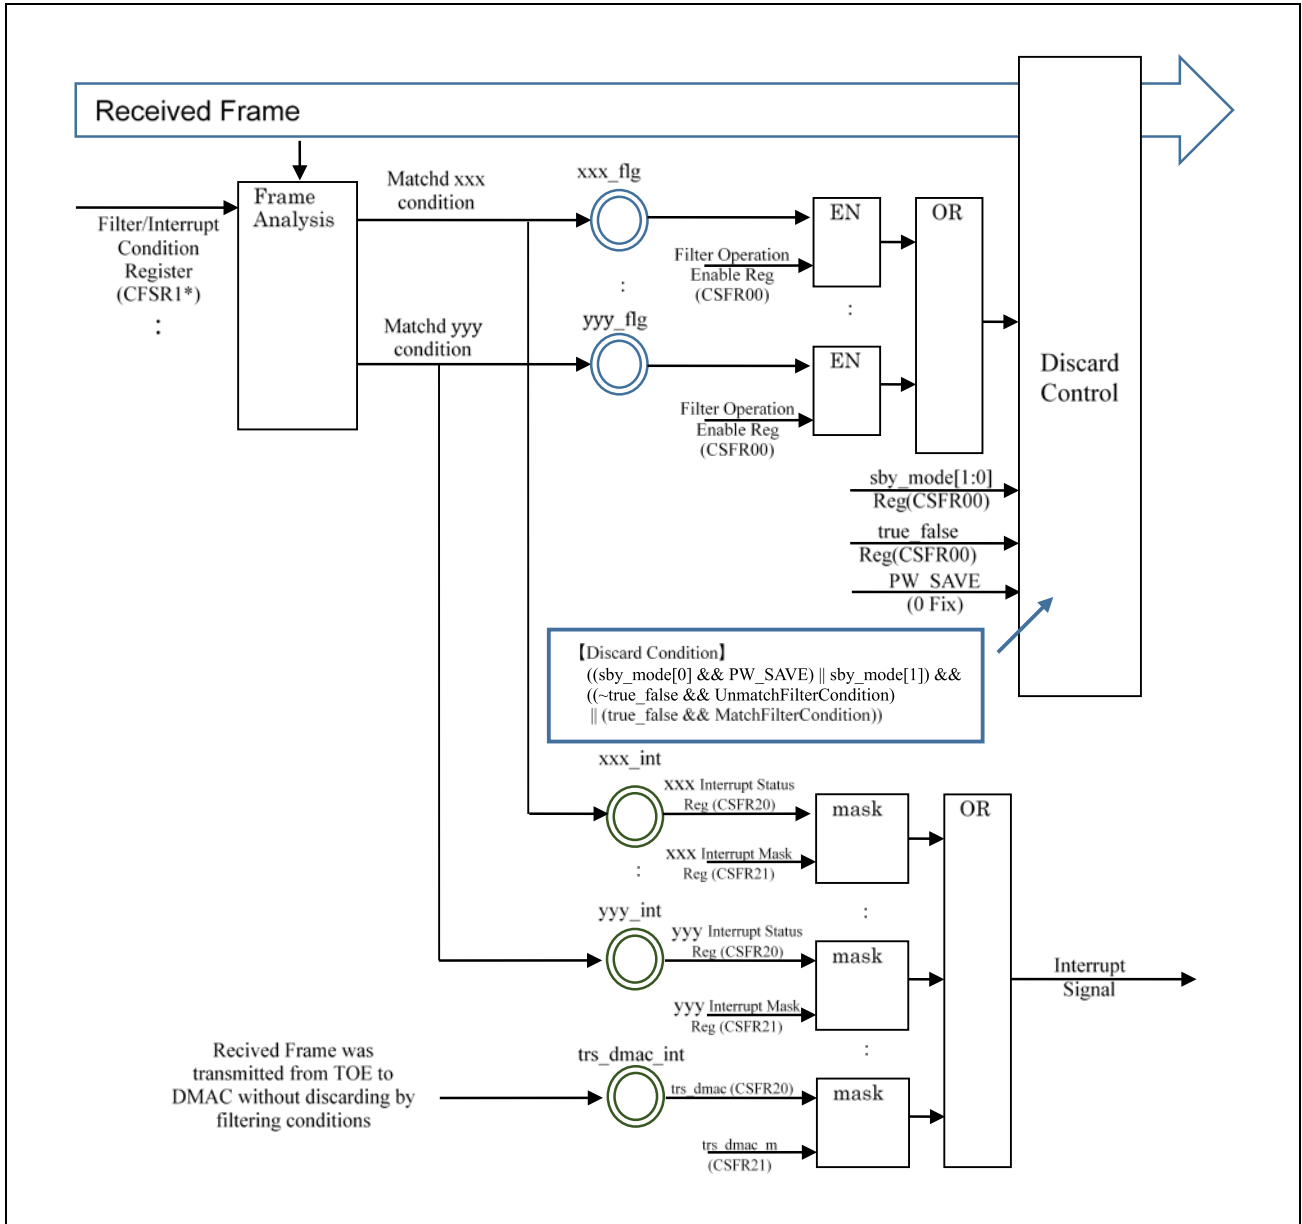 Received Frame
Frame
Analysis
Filter/Interrupt
Condition
Register
(CFSR1*)
:
Matchd xxx
condition
Matchd yyy
condition
xxx_flg
:
yyy_flg
EN
Filter Operation
Enable Reg
(CSFR00)
:
EN
Filter Operation
Enable Reg
(CSFR00)
OR
Discard
Control
sby_mode[1:0]
Reg(CSFR00)
true_false
Reg(CSFR00)
PW_SAVE
(0 Fix)
【Discard Condition】
((sby_mode[0] && PW_SAVE) || sby_mode[1]) &&
((~true_false && UnmatchFilterCondition)
|| (true_false && MatchFilterCondition))
xxx_int
xxx Interrupt Status
Reg (CSFR20)
mask
xxx Interrupt Mask
Reg (CSFR21)
:
:
yyy_int
yyy Interrupt Status
Reg (CSFR20)
mask
yyy Interrupt Mask
Reg (CSFR21)
:
OR
Interrupt
Signal
Recived Frame was
transmitted from TOE to
DMAC without discarding by
filtering conditions
trs_dmac_int
trs_dmac (CSFR20)
mask
trs_dmac_m
(CSFR21)